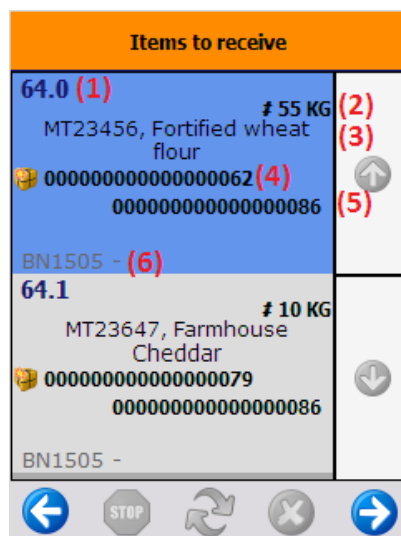 Items to receive
64.0 (1)
⚡ 55 KG (2)
MT23456, Fortified wheat (3)
flour
000000000000000062 (4)
000000000000000086 (5)
BN1505 - (6)
64.1
⚡ 10 KG
MT23647, Farmhouse
Cheddar
000000000000000079
000000000000000086
BN1505 -
STOP